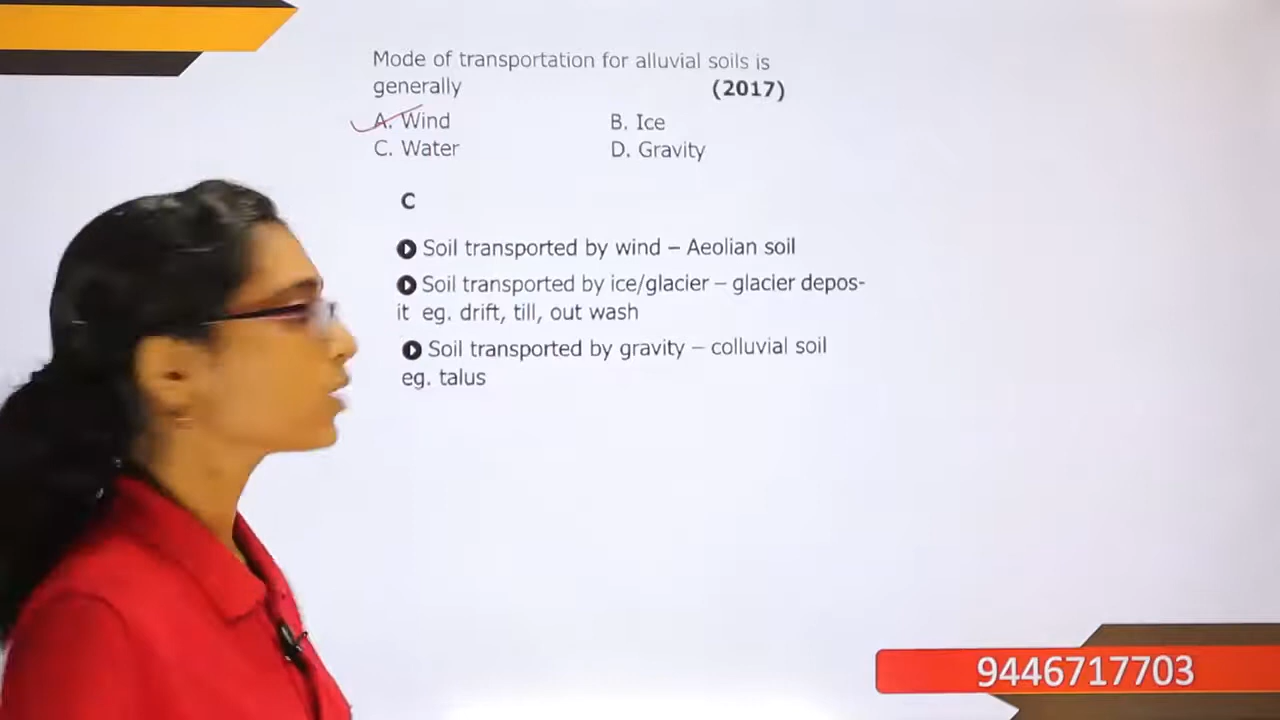 Mode of transportation for alluvial soils is
generally (2017)
A. Wind B. Ice
C. Water D. Gravity
C
Soil transported by wind – Aeolian soil
Soil transported by ice/glacier – glacier depos-
it eg. drift, till, out wash
Soil transported by gravity – colluvial soil
eg. talus
9446717703